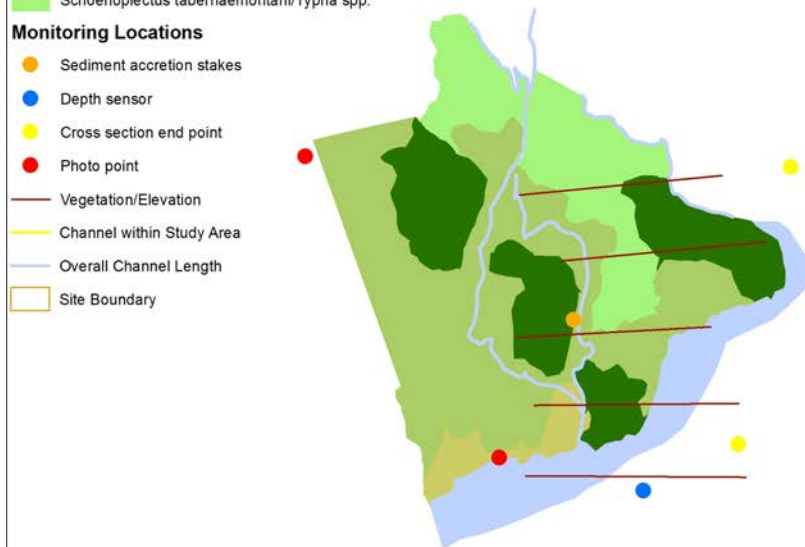 Schoenoplectus tabernaemontani/Typha spp.
Monitoring Locations
Sediment accretion stakes
Depth sensor
Cross section end point
Photo point
Vegetation/Elevation
Channel within Study Area
Overall Channel Length
Site Boundary